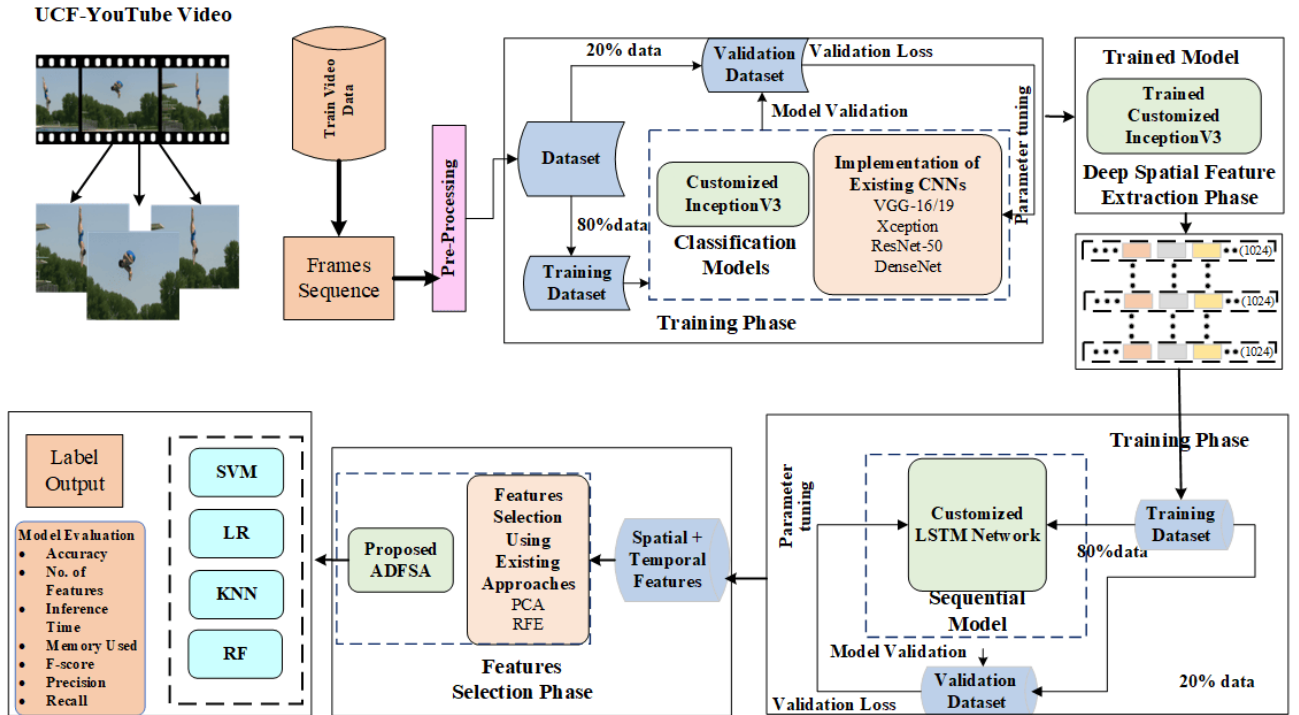 UCF-YouTube Video
Train Video
Data
Frames
Sequence
Pre-Processing
20% data
Validation
Dataset
Validation Loss
Model Validation
Parameter tuning
Dataset
80%data
Training
Dataset
Customized
InceptionV3
Classification
Models
Implementation of
Existing CNNs
VGG-16/19
Xception
ResNet-50
DenseNet
Training Phase
Trained Model
Trained
Customized
InceptionV3
Deep Spatial Feature
Extraction Phase
(1024)
(1024)
(1024)
Training Phase
Training
Dataset
80%data
Customized
LSTM Network
Sequential
Model
Parameter
tuning
Model Validation
Validation
Dataset
Validation Loss
20% data
Spatial +
Temporal
Features
Features
Selection
Using
Existing
Approaches
PCA
RFE
Proposed
ADFSA
Features
Selection Phase
SVM
LR
KNN
RF
Label
Output
Model Evaluation
• Accuracy
• No. of
Features
• Inference
Time
• Memory Used
• F-score
• Precision
• Recall